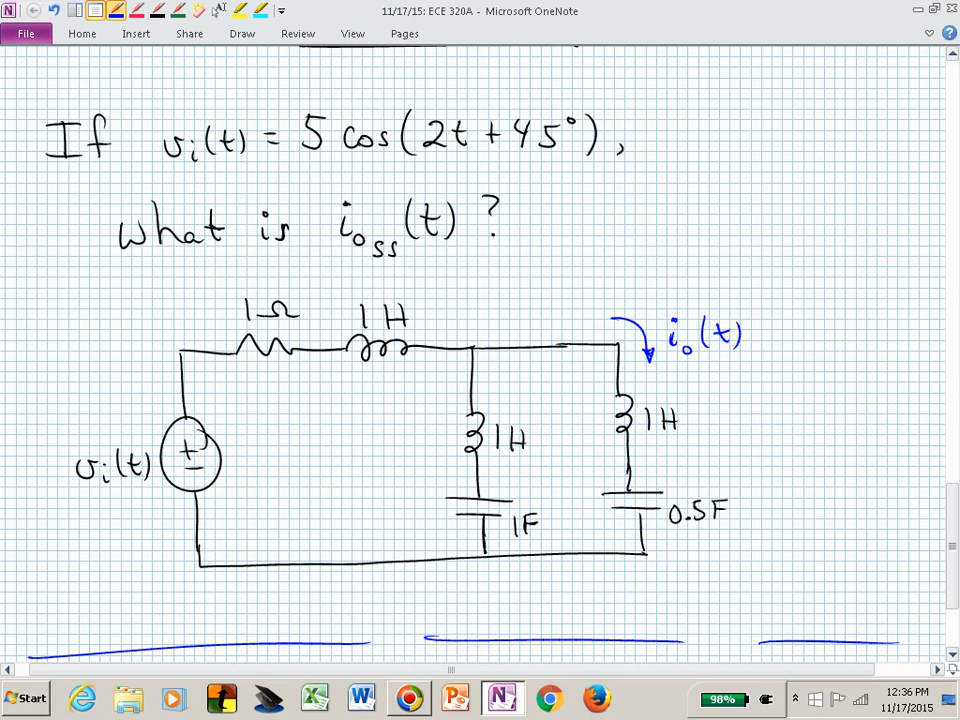 11/17/15: ECE 320A - Microsoft OneNote
File Home Insert Share Draw Review View Pages
If vi(t) = 5 cos(2t + 45°),
what is ioss(t) ?
1Ω 1 H
io(t)
1H 1H
vi(t) + −
1F 0.5F
Start 98% 12:36 PM
11/17/2015